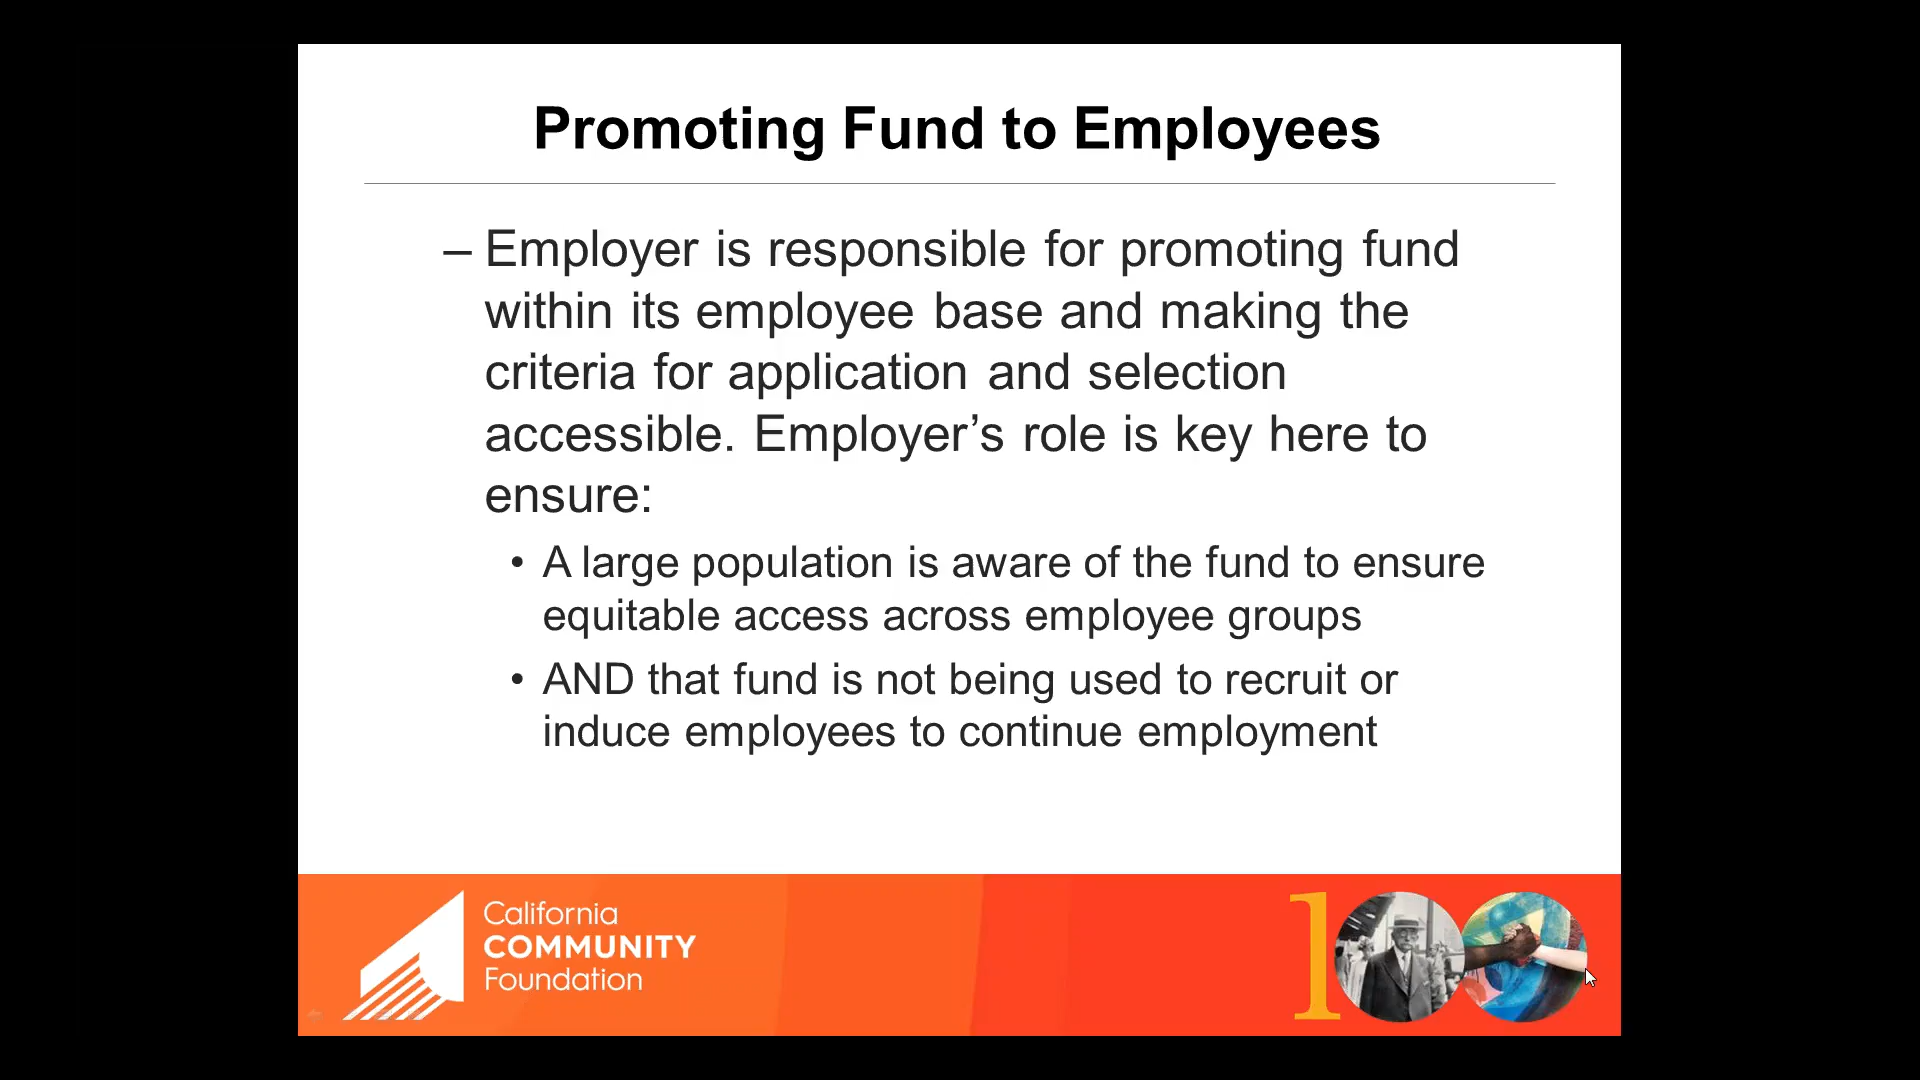 Promoting Fund to Employees
– Employer is responsible for promoting fund
within its employee base and making the
criteria for application and selection
accessible. Employer’s role is key here to
ensure:
• A large population is aware of the fund to ensure
equitable access across employee groups
• AND that fund is not being used to recruit or
induce employees to continue employment
California
COMMUNITY
Foundation
100